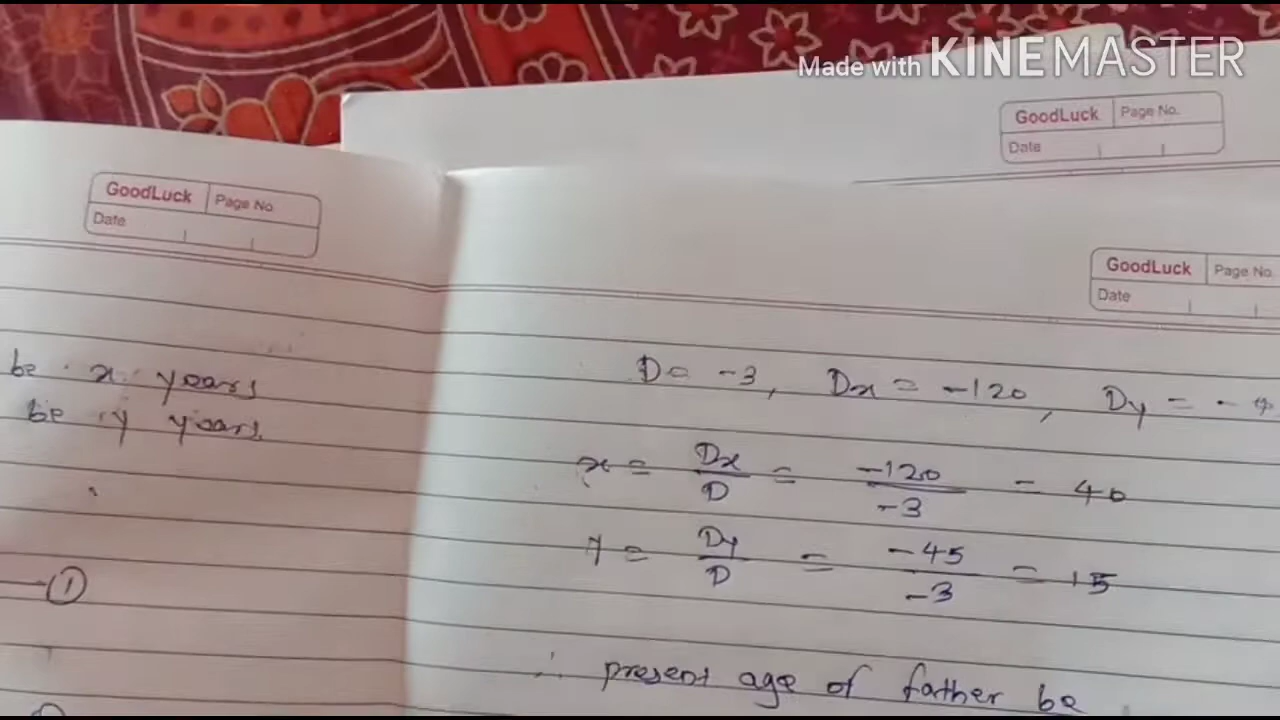 Made with KINEMASTER
GoodLuck Page No.
Date
GoodLuck Page No
Date
GoodLuck Page No.
Date
be x years
be y years
①
D = -3, Dx = -120, Dy = -
x = Dx/D = -120/-3 = 40
y = Dy/D = -45/-3 = 15
∴ present age of father be